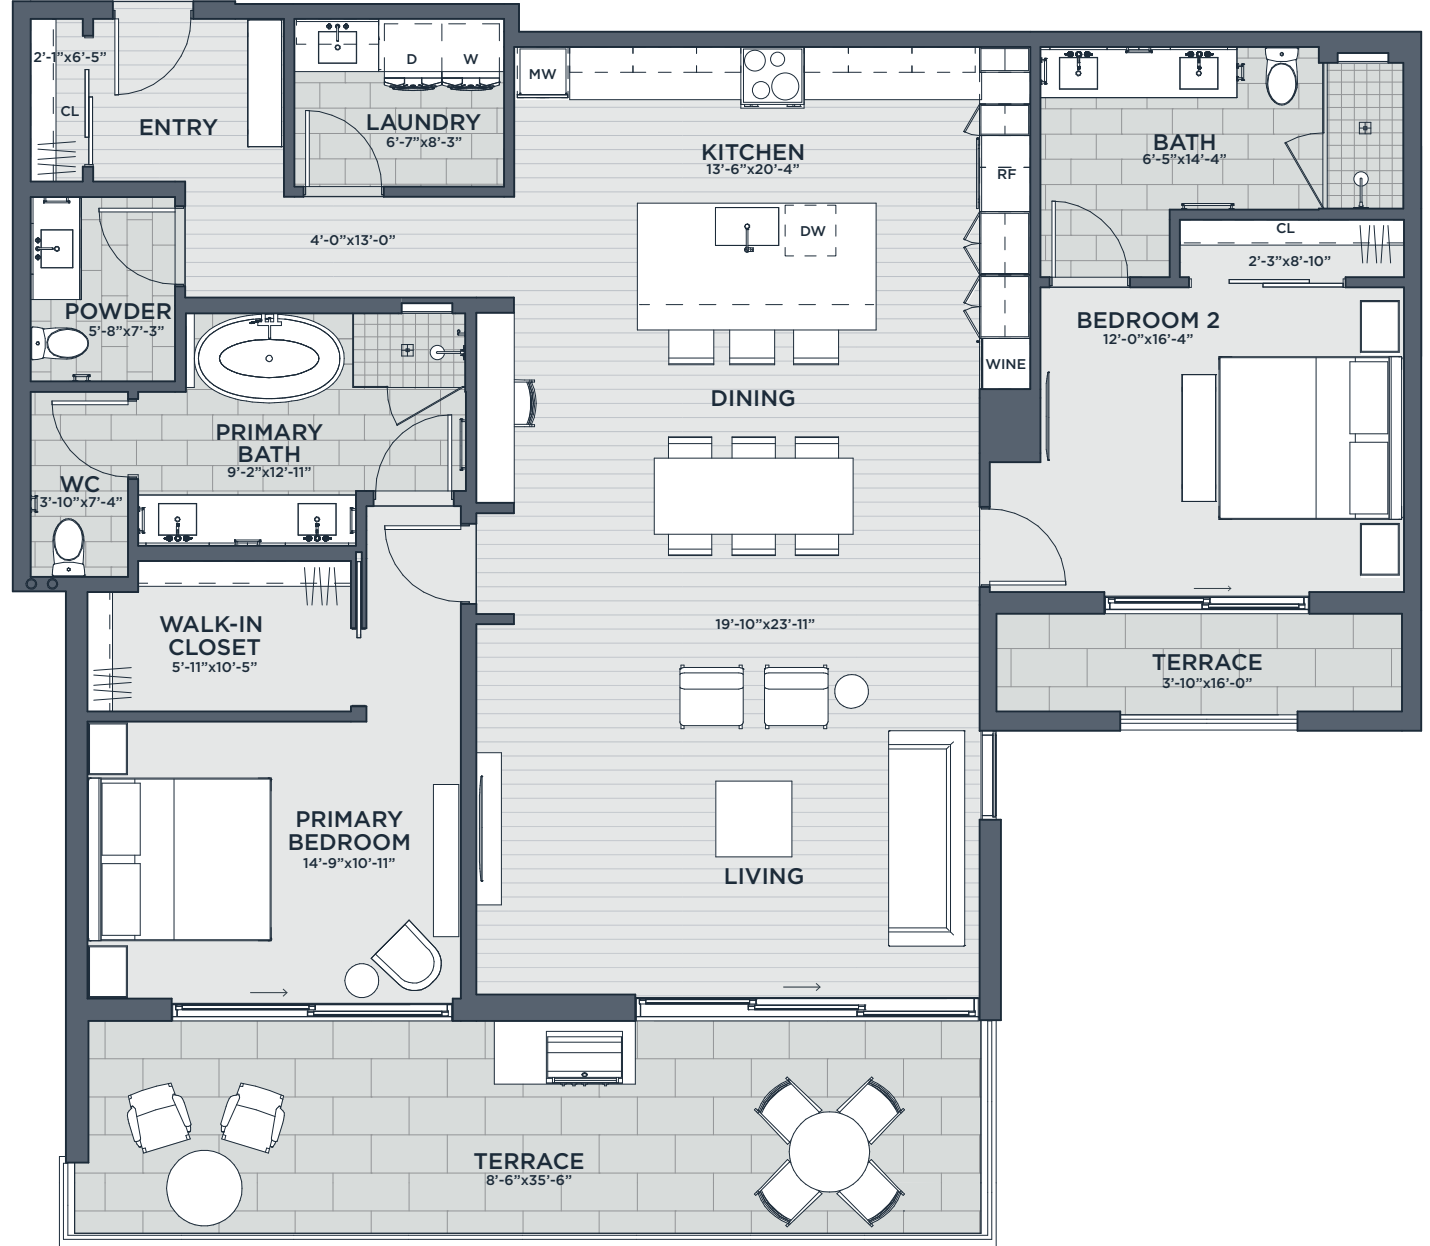 2’-1”x6’-5”
CL
ENTRY
D
W
LAUNDRY
6’-7”x8’-3”
MW
KITCHEN
13’-6”x20’-4”
RF
BATH
6’-5”x14’-4”
CL
2’-3”x8’-10”
4’-0”x13’-0”
DW
POWDER
5’-8”x7’-3”
BEDROOM 2
12’-0”x16’-4”
WINE
DINING
PRIMARY
BATH
9’-2”x12’-11”
WC
3’-10”x7’-4”
WALK-IN
CLOSET
5’-11”x10’-5”
19’-10”x23’-11”
TERRACE
3’-10”x16’-0”
PRIMARY
BEDROOM
14’-9”x10’-11”
LIVING
TERRACE
8’-6”x35’-6”